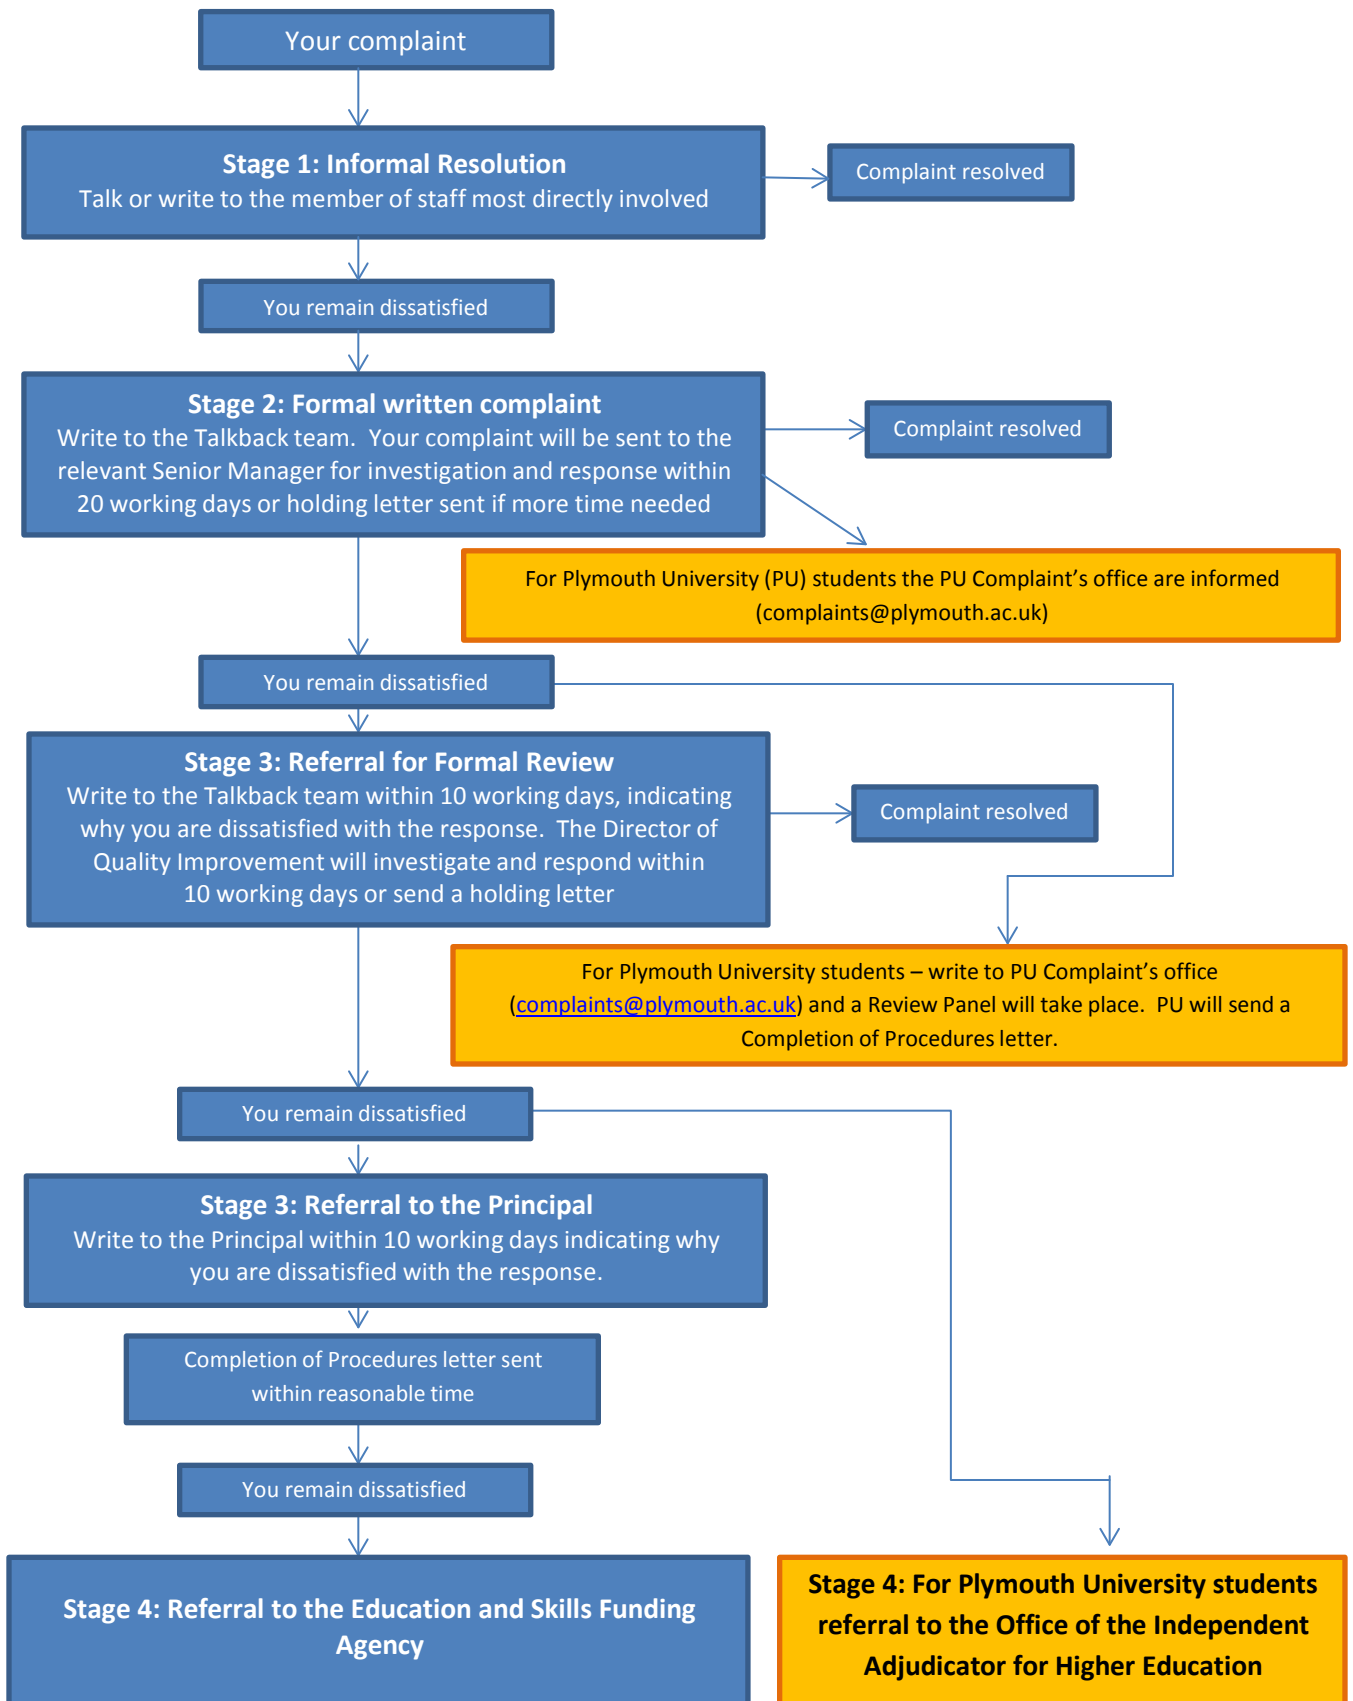 Your complaint
Stage 1: Informal Resolution
Talk or write to the member of staff most directly involved
Complaint resolved
You remain dissatisfied
Stage 2: Formal written complaint
Write to the Talkback team.  Your complaint will be sent to the
relevant Senior Manager for investigation and response within
20 working days or holding letter sent if more time needed
Complaint resolved
For Plymouth University (PU) students the PU Complaint’s office are informed
(complaints@plymouth.ac.uk)
You remain dissatisfied
Stage 3: Referral for Formal Review
Write to the Talkback team within 10 working days, indicating
why you are dissatisfied with the response.  The Director of
Quality Improvement will investigate and respond within
10 working days or send a holding letter
Complaint resolved
For Plymouth University students – write to PU Complaint’s office
(complaints@plymouth.ac.uk) and a Review Panel will take place.  PU will send a
Completion of Procedures letter.
You remain dissatisfied
Stage 3: Referral to the Principal
Write to the Principal within 10 working days indicating why
you are dissatisfied with the response.
Completion of Procedures letter sent
within reasonable time
You remain dissatisfied
Stage 4: Referral to the Education and Skills Funding
Agency
Stage 4: For Plymouth University students
referral to the Office of the Independent
Adjudicator for Higher Education